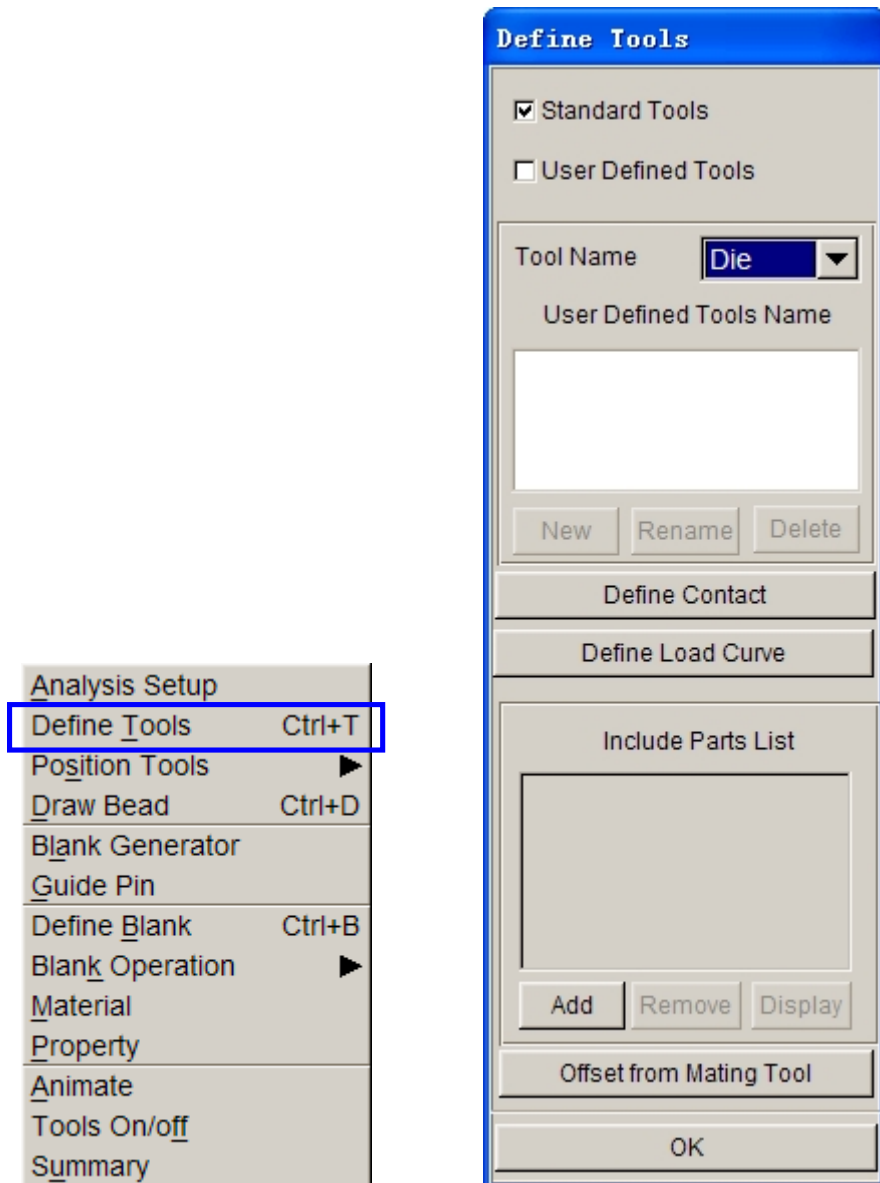 Analysis Setup
Define Tools Ctrl+T
Position Tools
Draw Bead Ctrl+D
Blank Generator
Guide Pin
Define Blank Ctrl+B
Blank Operation
Material
Property
Animate
Tools On/off
Summary
Define Tools
Standard Tools
User Defined Tools
Tool Name Die
User Defined Tools Name
New Rename Delete
Define Contact
Define Load Curve
Include Parts List
Add Remove Display
Offset from Mating Tool
OK